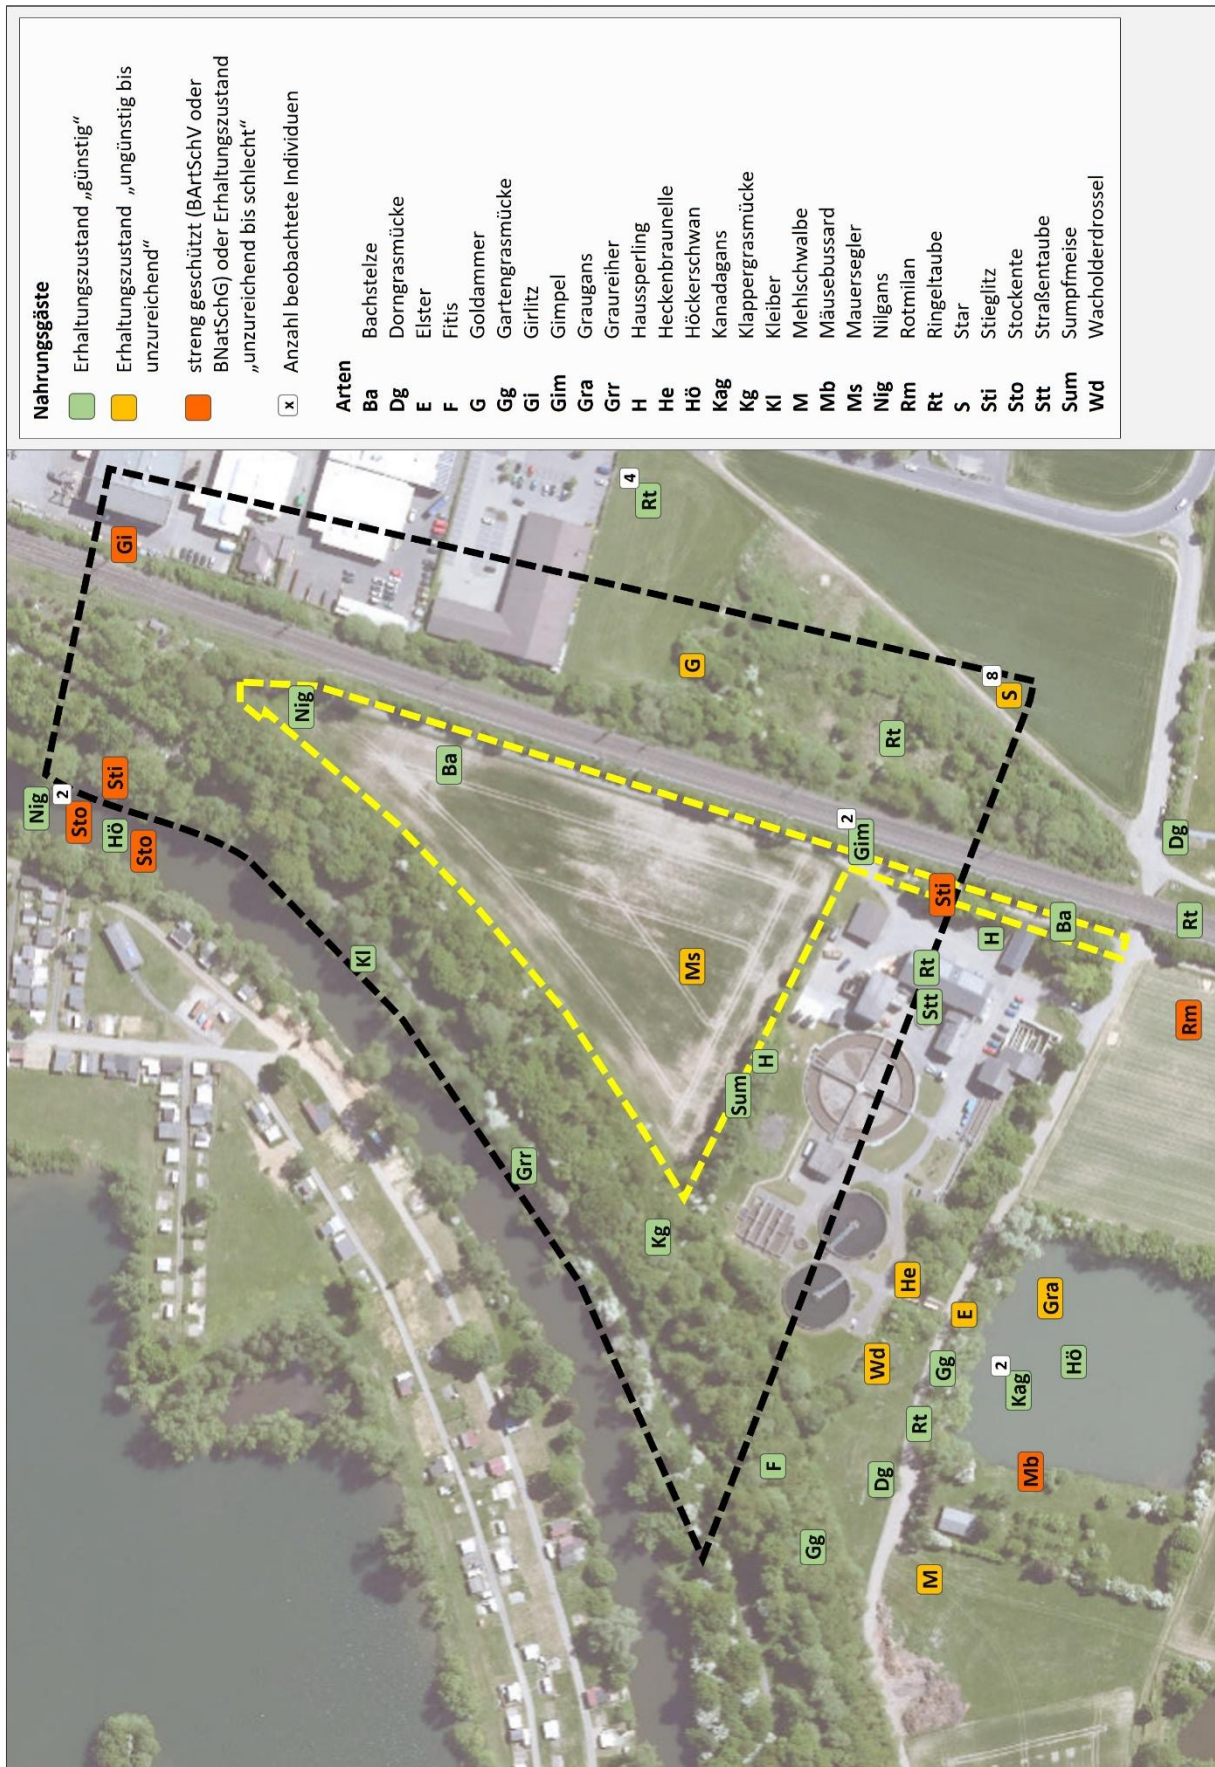 Nig
2
Sto
Hö
Sti
Gi
Sto
Nig
Kl
Ba
Grr
4
Rt
Kg
Ms
G
Sum
H
F
Gg
2
Gim
Wd
Dg
Rt
He
Rt
M
Stt
Rt
Gg
Sti
E
H
8
S
2
Kag
Mb
Gra
Ba
Hö
Dg
Rm
Rt
Nahrungsgäste
Erhaltungszustand „günstig“
Erhaltungszustand „ungünstig bis
unzureichend“
streng geschützt (BArtSchV oder
BNatSchG) oder Erhaltungszustand
„unzureichend bis schlecht“
x Anzahl beobachtete Individuen
Arten
Ba Bachstelze
Dg Dorngrasmücke
E Elster
F Fitis
G Goldammer
Gg Gartengrasmücke
Gi Girlitz
Gim Gimpel
Gra Graugans
Grr Graureiher
H Haussperling
He Heckenbraunelle
Hö Höckerschwan
Kag Kanadagans
Kg Klappergrasmücke
Kl Kleiber
M Mehlschwalbe
Mb Mäusebussard
Ms Mauersegler
Nig Nilgans
Rm Rotmilan
Rt Ringeltaube
S Star
Sti Stieglitz
Sto Stockente
Stt Straßentaube
Sum Sumpfmeise
Wd Wacholderdrossel